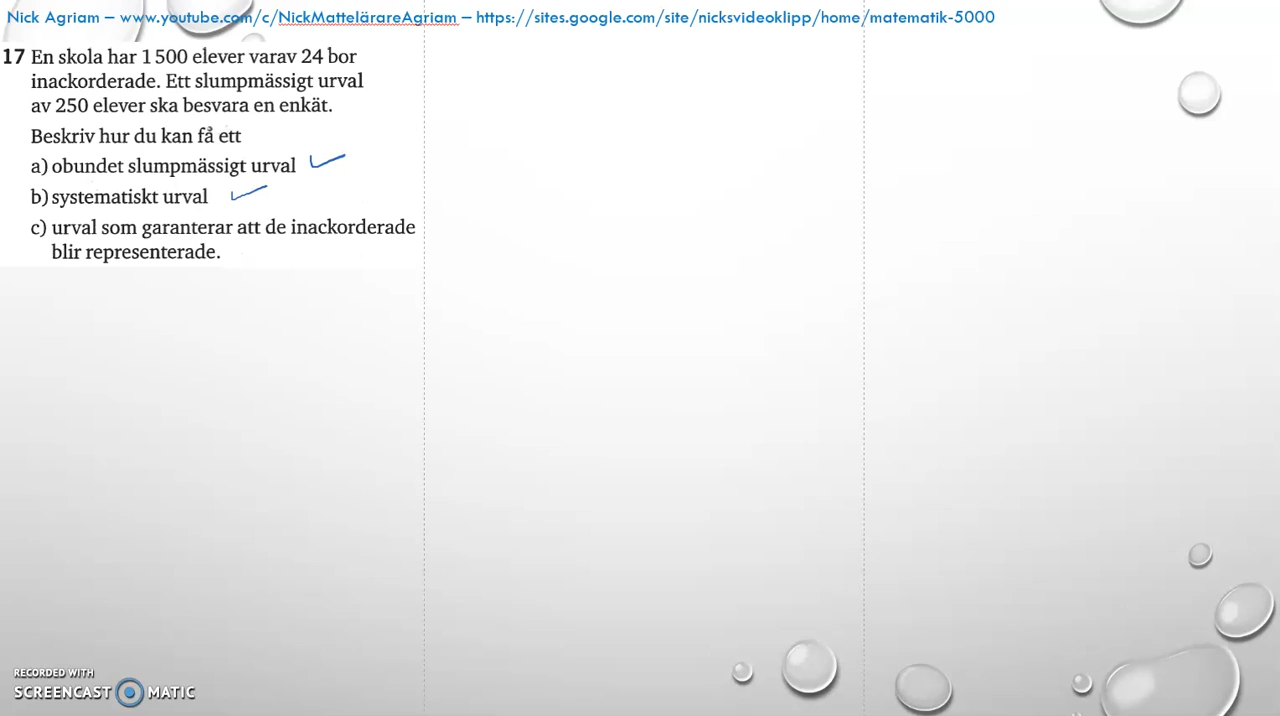 Nick Agriam – www.youtube.com/c/NickMattelärareAgriam – https://sites.google.com/site/nicksvideoklipp/home/matematik-5000
17 En skola har 1 500 elever varav 24 bor
inackorderade. Ett slumpmässigt urval
av 250 elever ska besvara en enkät.
Beskriv hur du kan få ett
a) obundet slumpmässigt urval
b) systematiskt urval
c) urval som garanterar att de inackorderade
blir representerade.
RECORDED WITH
SCREENCAST MATIC